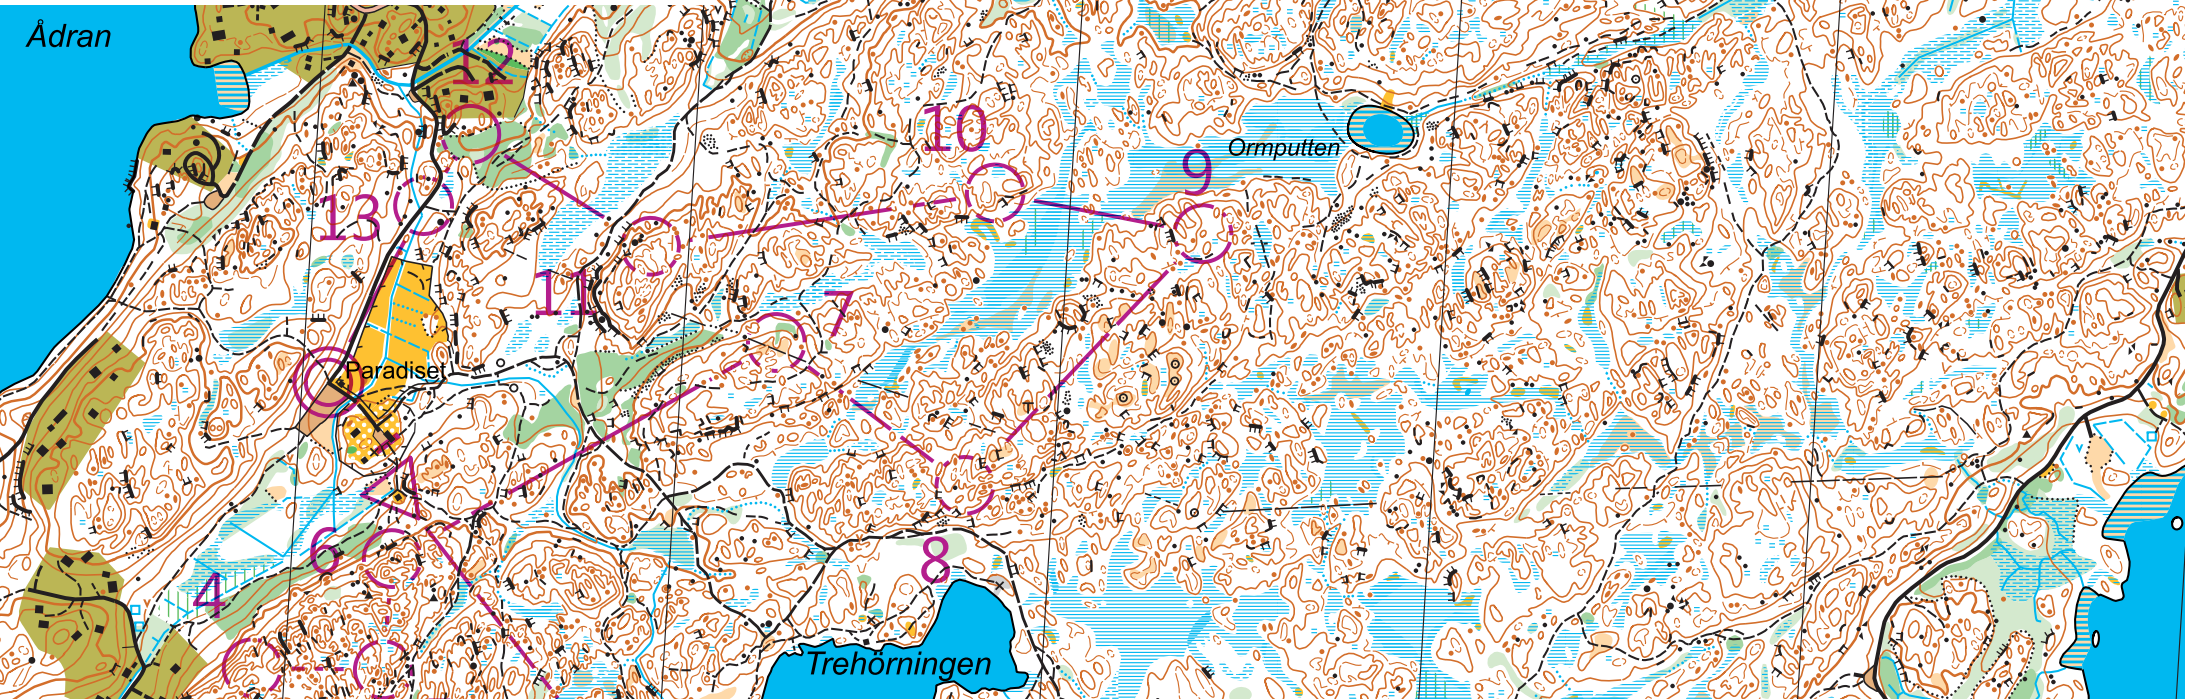 Ådran
12
10
Ormputten
9
13
11
7
Paradiset
6
8
4
Trehörningen